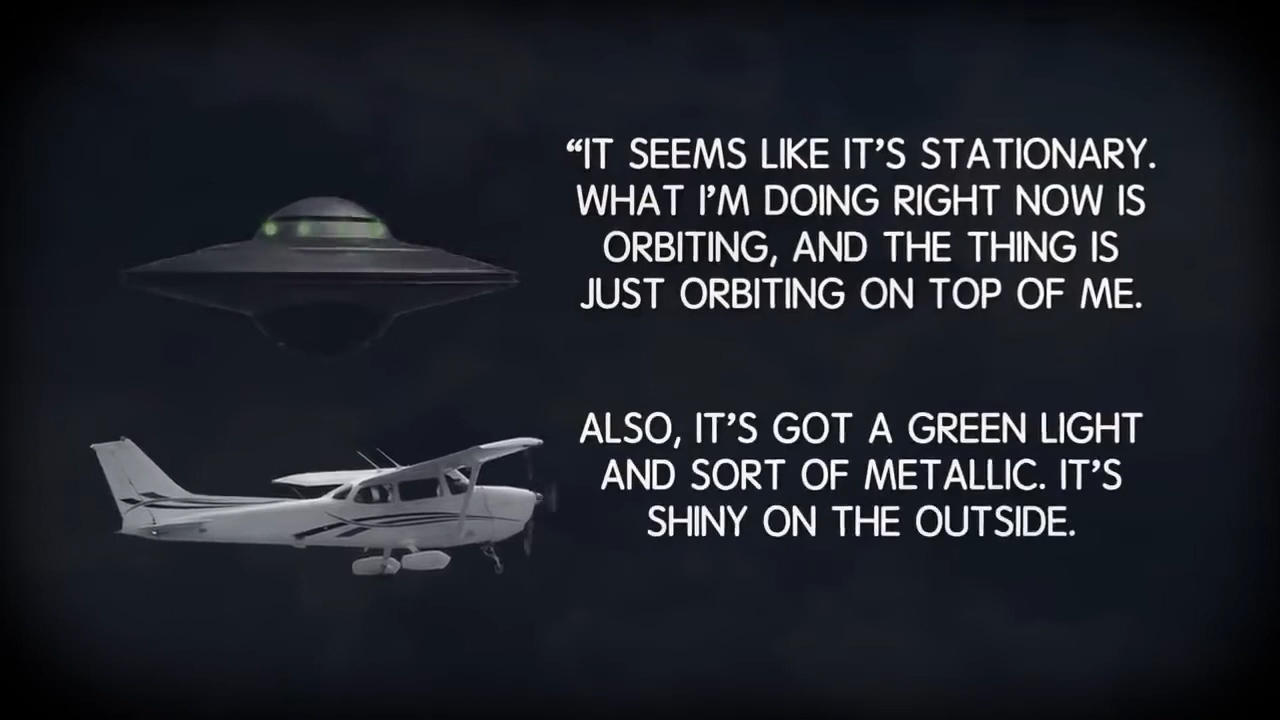 “IT SEEMS LIKE IT’S STATIONARY.
WHAT I’M DOING RIGHT NOW IS
ORBITING, AND THE THING IS
JUST ORBITING ON TOP OF ME.
ALSO, IT’S GOT A GREEN LIGHT
AND SORT OF METALLIC. IT’S
SHINY ON THE OUTSIDE.